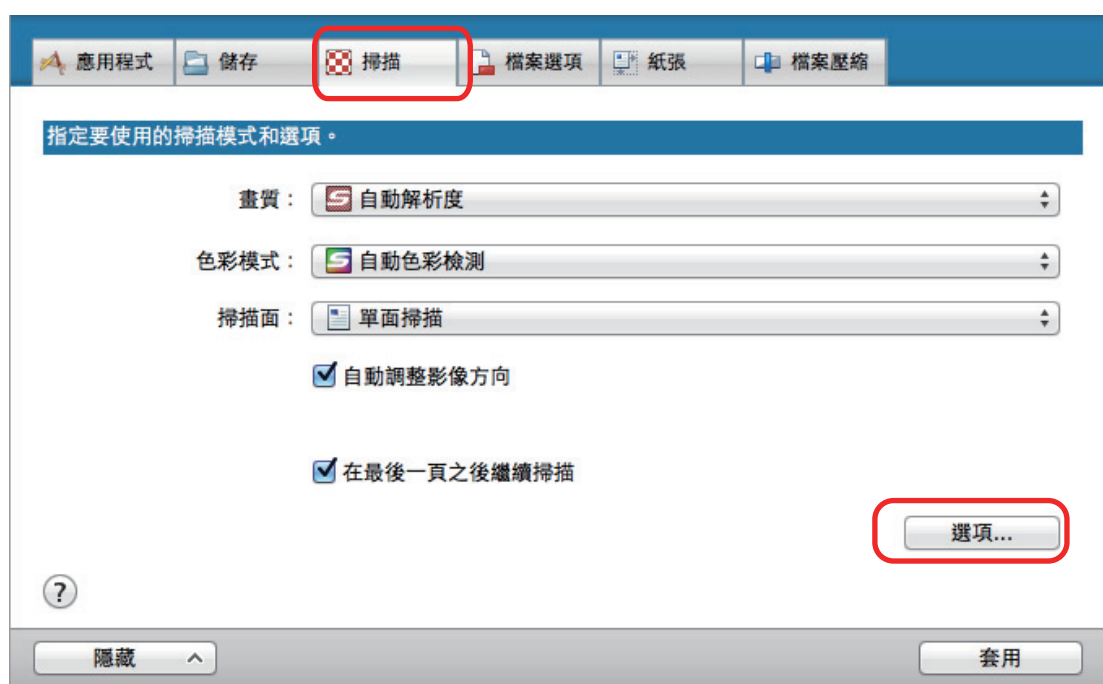 應用程式 儲存 掃描 檔案選項 紙張 檔案壓縮
指定要使用的掃描模式和選項。
畫質： 自動解析度
色彩模式： 自動色彩檢測
掃描面： 單面掃描
自動調整影像方向
在最後一頁之後繼續掃描
選項...
?
隱藏 套用